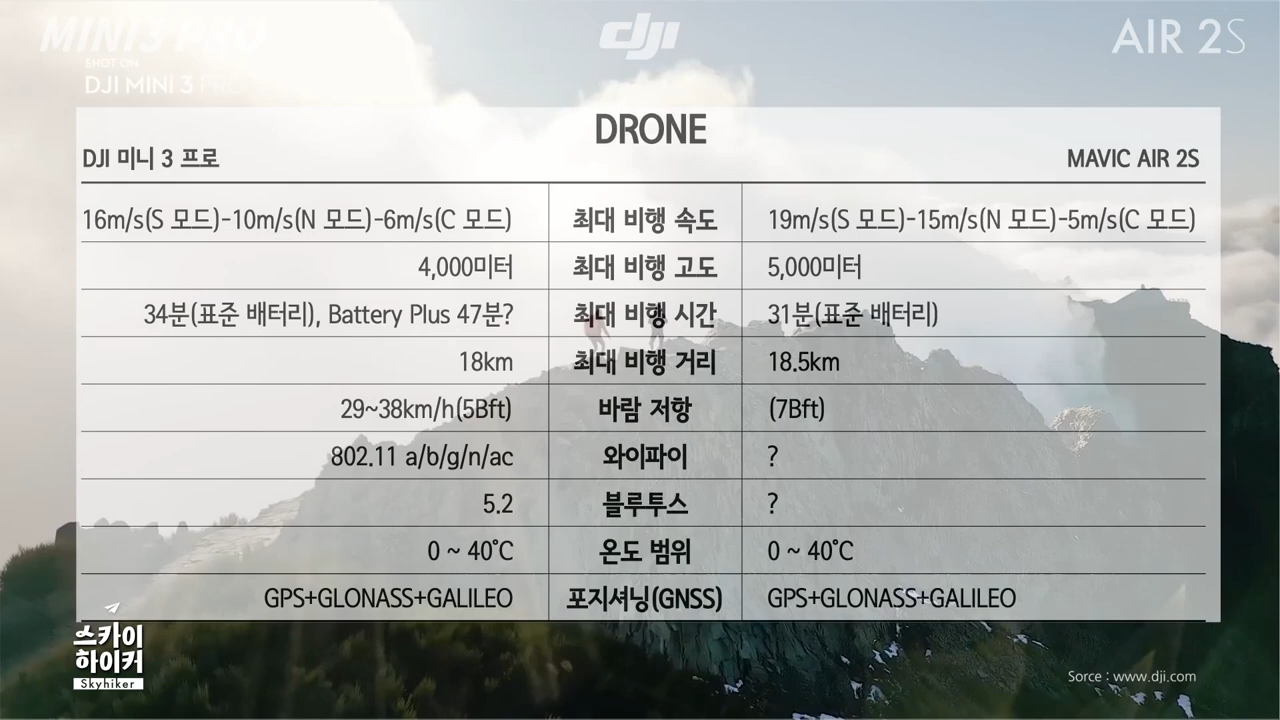 MINI3 PRO
SHOT ON
DJI MINI 3 PRO
dji
AIR 2S
DRONE
DJI 미니 3 프로 MAVIC AIR 2S
16m/s(S 모드)-10m/s(N 모드)-6m/s(C 모드) 최대 비행 속도 19m/s(S 모드)-15m/s(N 모드)-5m/s(C 모드)
4,000미터 최대 비행 고도 5,000미터
34분(표준 배터리), Battery Plus 47분? 최대 비행 시간 31분(표준 배터리)
18km 최대 비행 거리 18.5km
29~38km/h(5Bft) 바람 저항 (7Bft)
802.11 a/b/g/n/ac 와이파이 ?
5.2 블루투스 ?
0 ~ 40°C 온도 범위 0 ~ 40°C
GPS+GLONASS+GALILEO 포지셔닝(GNSS) GPS+GLONASS+GALILEO
스카이
하이커
Skyhiker
Sorce : www.dji.com